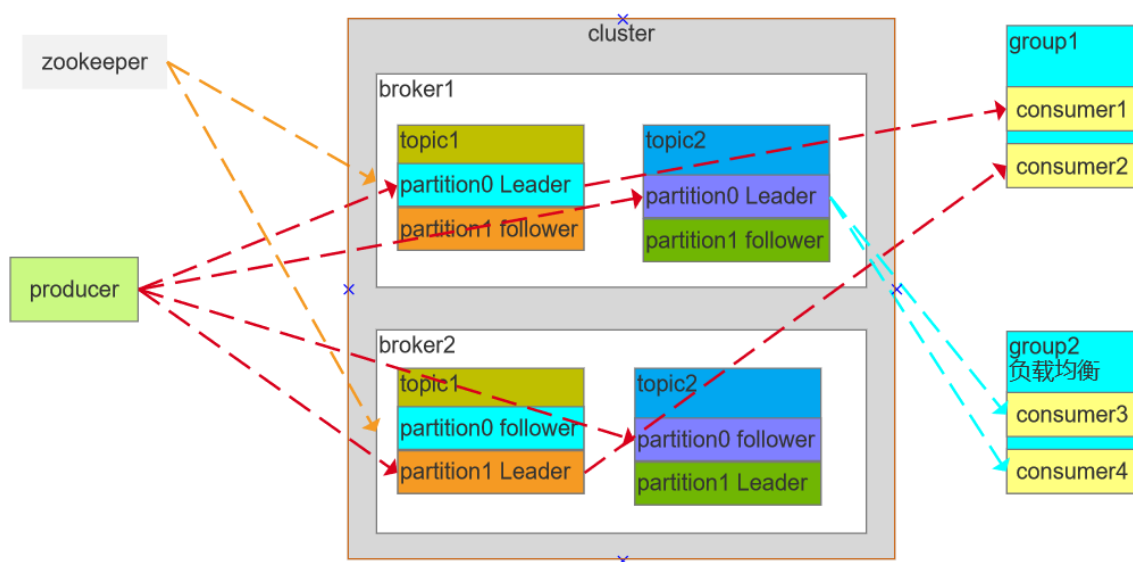 zookeeper
producer
cluster
broker1
topic1
partition0 Leader
partition1 follower
topic2
partition0 Leader
partition1 follower
broker2
topic1
partition0 follower
partition1 Leader
topic2
partition0 follower
partition1 Leader
group1
consumer1
consumer2
group2
负载均衡
consumer3
consumer4